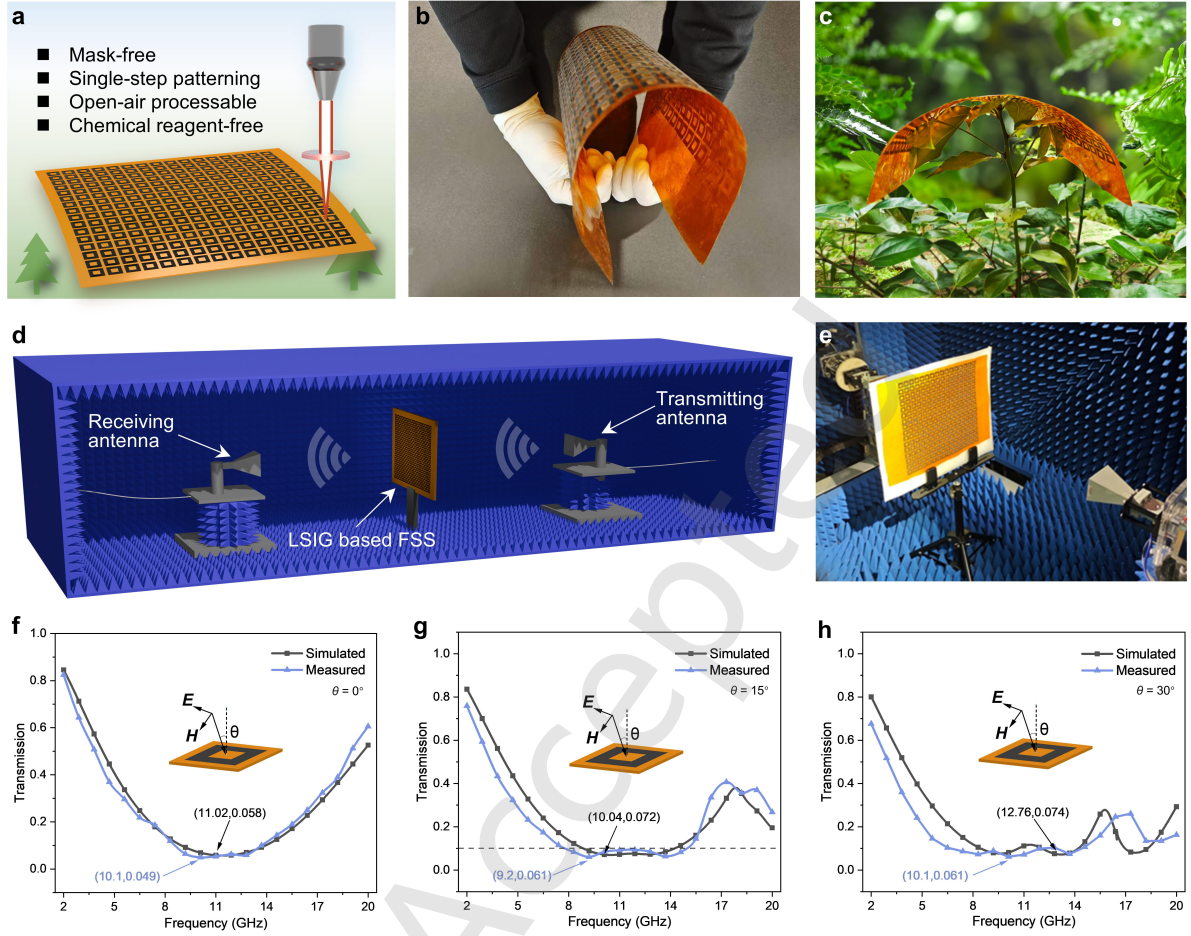 a
Mask-free
Single-step patterning
Open-air processable
Chemical reagent-free
b
c
d
Receiving
antenna
Transmitting
antenna
LSIG based FSS
e
f
1.0
0.8
0.6
0.4
0.2
0.0
Transmission
Simulated
Measured
θ = 0°
E
H
θ
(11.02,0.058)
(10.1,0.049)
2 5 8 11 14 17 20
Frequency (GHz)
g
1.0
0.8
0.6
0.4
0.2
0.0
Transmission
Simulated
Measured
θ = 15°
E
H
θ
(10.04,0.072)
(9.2,0.061)
2 5 8 11 14 17 20
Frequency (GHz)
h
1.0
0.8
0.6
0.4
0.2
0.0
Transmission
Simulated
Measured
θ = 30°
E
H
θ
(12.76,0.074)
(10.1,0.061)
2 5 8 11 14 17 20
Frequency (GHz)
Accepted